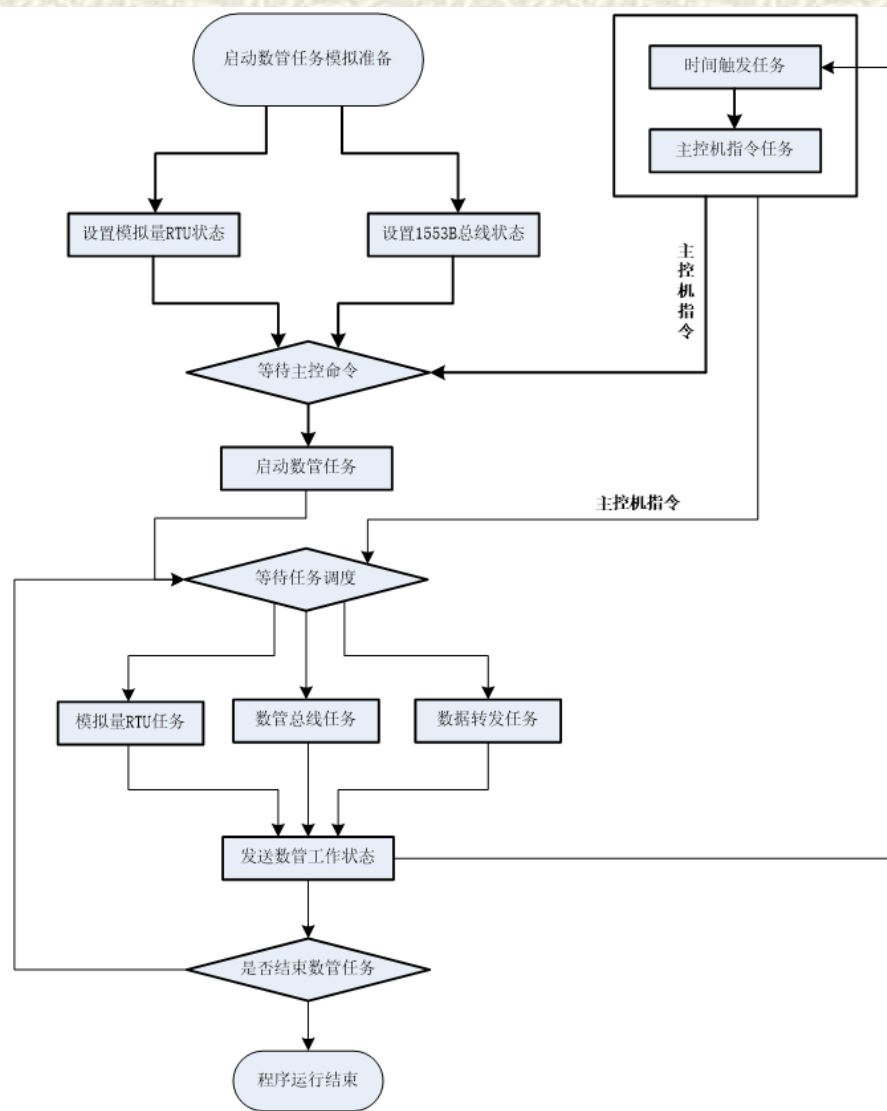 启动数管任务模拟准备
时间触发任务
主控机指令任务
设置模拟量RTU状态
设置1553B总线状态
主控机指令
等待主控命令
启动数管任务
主控机指令
等待任务调度
模拟量RTU任务
数管总线任务
数据转发任务
发送数管工作状态
是否结束数管任务
程序运行结束